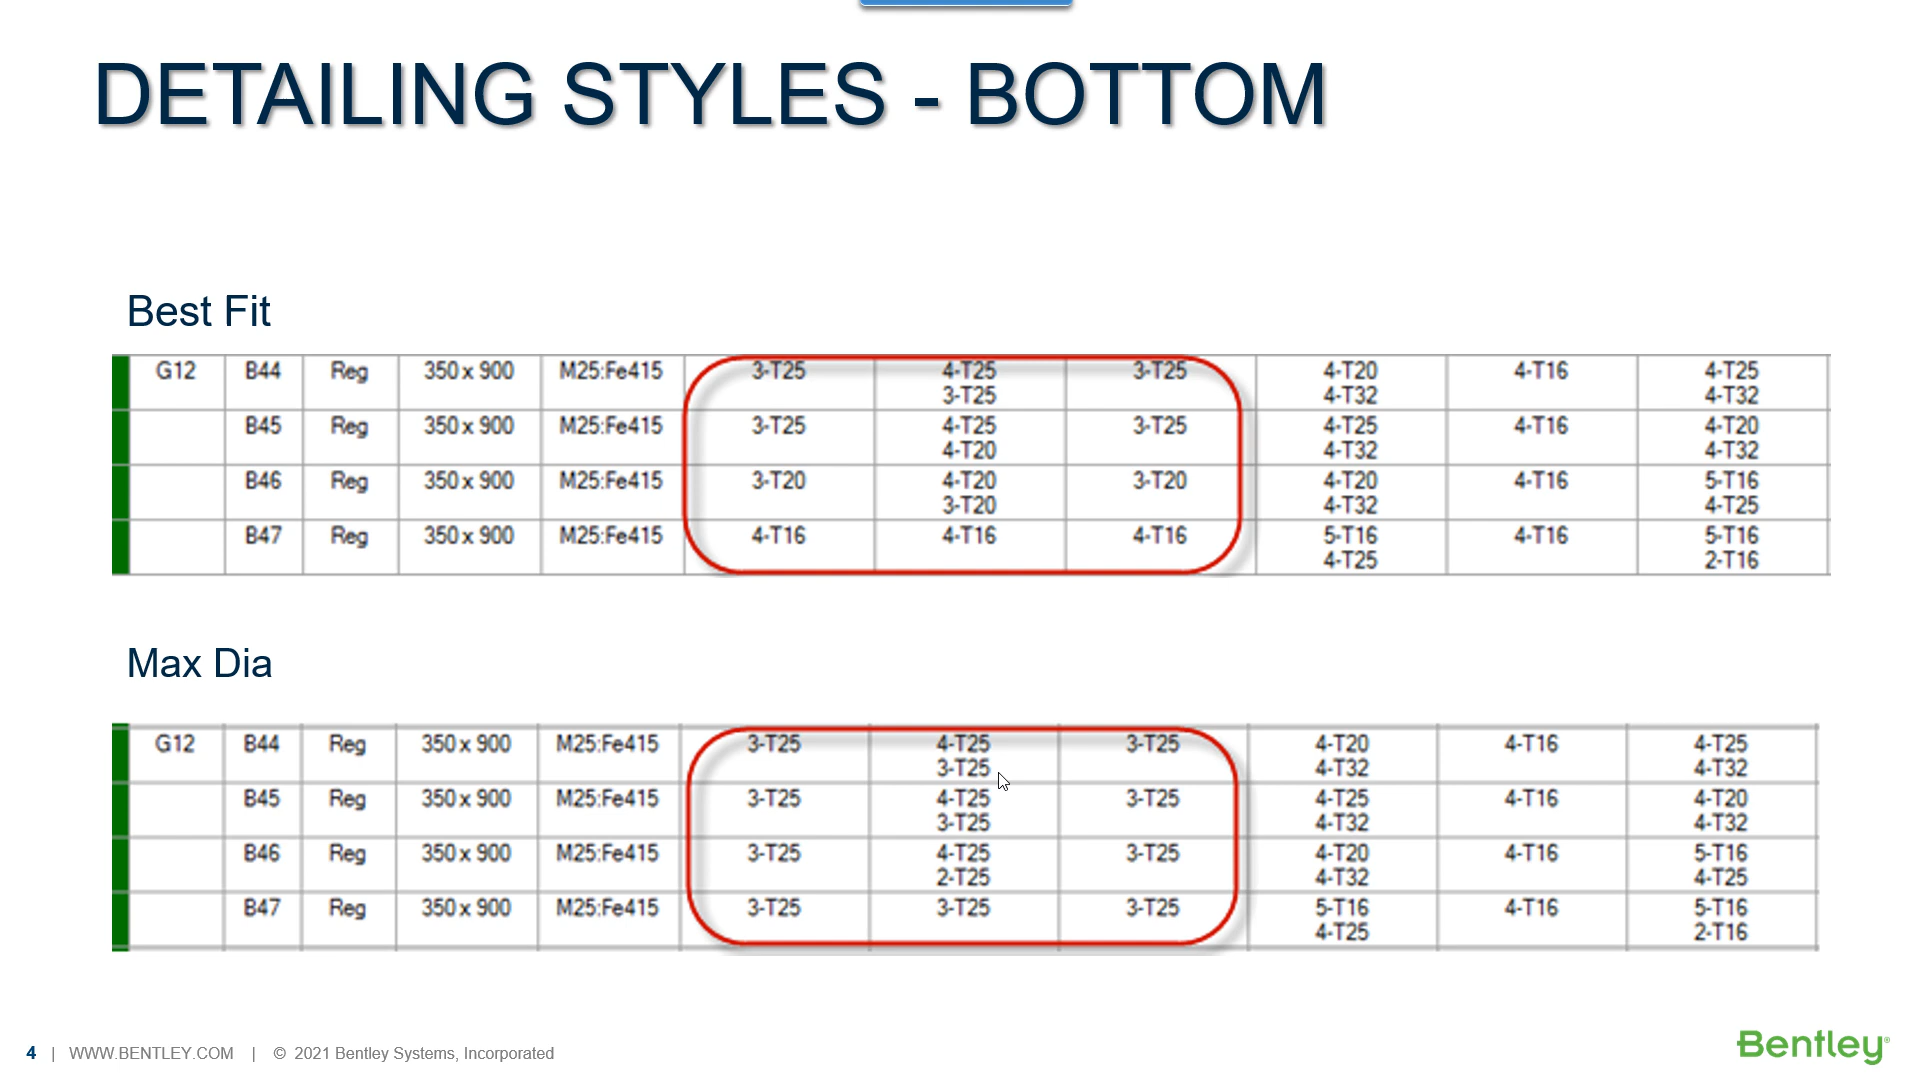 DETAILING STYLES - BOTTOM
Best Fit
G12 B44 Reg 350 x 900 M25:Fe415 3-T25 4-T25 3-T25 4-T20 4-T16 4-T25
3-T25 4-T32 4-T32
B45 Reg 350 x 900 M25:Fe415 3-T25 4-T25 3-T25 4-T25 4-T16 4-T20
4-T20 4-T32 4-T32
B46 Reg 350 x 900 M25:Fe415 3-T20 4-T20 3-T20 4-T20 4-T16 5-T16
3-T20 4-T32 4-T25
B47 Reg 350 x 900 M25:Fe415 4-T16 4-T16 4-T16 5-T16 4-T16 5-T16
4-T25 2-T16
Max Dia
G12 B44 Reg 350 x 900 M25:Fe415 3-T25 4-T25 3-T25 4-T20 4-T16 4-T25
3-T25 4-T32 4-T32
B45 Reg 350 x 900 M25:Fe415 3-T25 4-T25 3-T25 4-T25 4-T16 4-T20
3-T25 4-T32 4-T32
B46 Reg 350 x 900 M25:Fe415 3-T25 4-T25 3-T25 4-T20 4-T16 5-T16
2-T25 4-T32 4-T25
B47 Reg 350 x 900 M25:Fe415 3-T25 3-T25 3-T25 5-T16 4-T16 5-T16
4-T25 2-T16
4 | WWW.BENTLEY.COM | © 2021 Bentley Systems, Incorporated
Bentley®